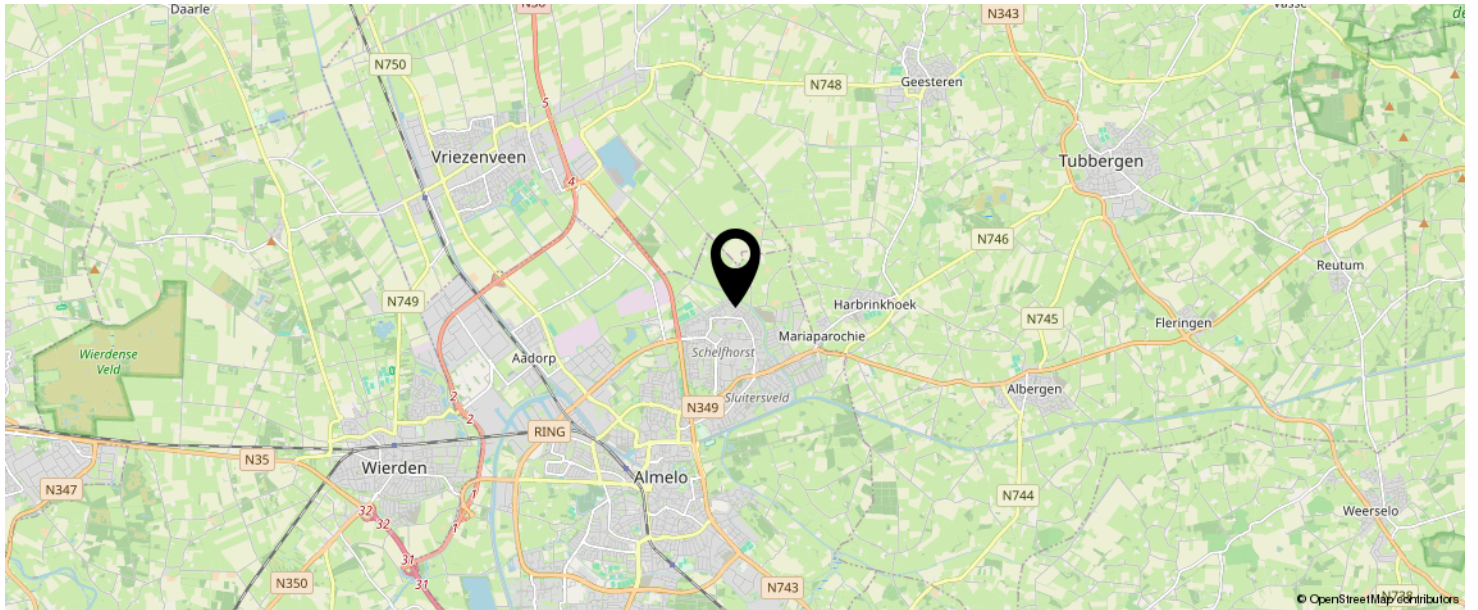 Daarle
N36
N343
Vasse
N750
Geesteren
N748
5
Vriezenveen
4
Tubbergen
N746
Reutum
N749
Harbrinkhoek
N745
Fleringen
Mariaparochie
Wierdense
Veld
Aadorp
Schelfhorst
Albergen
2
2
Sluitersveld
N349
RING
N35
Wierden
Almelo
N347
1
N744
32
32
1
Weerselo
31
31
N350
N743
N738
© OpenStreetMap contributors